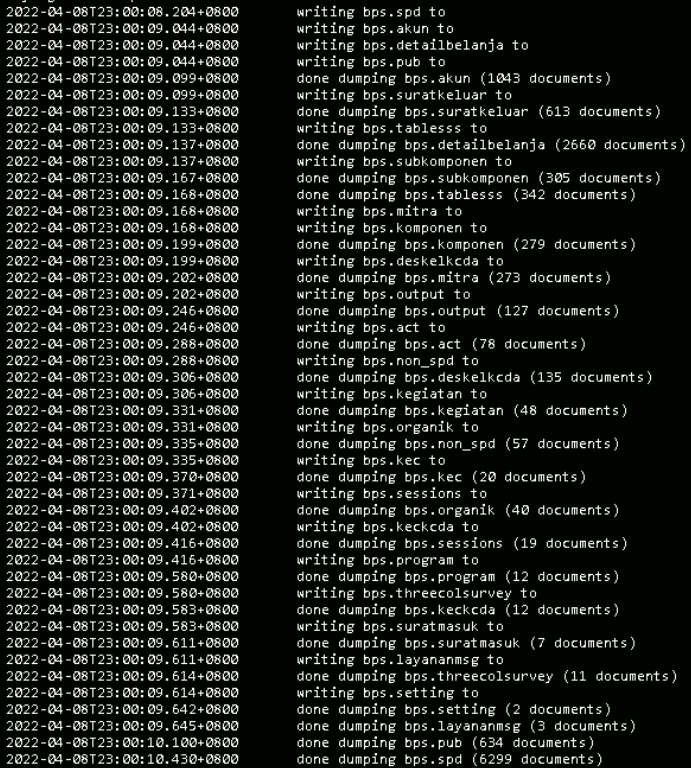 2022-04-08T23:00:08.204+0800 writing bps.spd to
2022-04-08T23:00:09.044+0800 writing bps.akun to
2022-04-08T23:00:09.044+0800 writing bps.detailbelanja to
2022-04-08T23:00:09.044+0800 writing bps.pub to
2022-04-08T23:00:09.099+0800 done dumping bps.akun (1043 documents)
2022-04-08T23:00:09.099+0800 writing bps.suratkeluar to
2022-04-08T23:00:09.133+0800 done dumping bps.suratkeluar (613 documents)
2022-04-08T23:00:09.133+0800 writing bps.tablesss to
2022-04-08T23:00:09.137+0800 done dumping bps.detailbelanja (2660 documents)
2022-04-08T23:00:09.137+0800 writing bps.subkomponen to
2022-04-08T23:00:09.167+0800 done dumping bps.subkomponen (305 documents)
2022-04-08T23:00:09.168+0800 done dumping bps.tablesss (342 documents)
2022-04-08T23:00:09.168+0800 writing bps.mitra to
2022-04-08T23:00:09.168+0800 writing bps.komponen to
2022-04-08T23:00:09.199+0800 done dumping bps.komponen (279 documents)
2022-04-08T23:00:09.199+0800 writing bps.deskelkcda to
2022-04-08T23:00:09.202+0800 done dumping bps.mitra (273 documents)
2022-04-08T23:00:09.202+0800 writing bps.output to
2022-04-08T23:00:09.246+0800 done dumping bps.output (127 documents)
2022-04-08T23:00:09.246+0800 writing bps.act to
2022-04-08T23:00:09.288+0800 done dumping bps.act (78 documents)
2022-04-08T23:00:09.288+0800 writing bps.non_spd to
2022-04-08T23:00:09.306+0800 done dumping bps.deskelkcda (135 documents)
2022-04-08T23:00:09.306+0800 writing bps.kegiatan to
2022-04-08T23:00:09.331+0800 done dumping bps.kegiatan (48 documents)
2022-04-08T23:00:09.331+0800 writing bps.organik to
2022-04-08T23:00:09.335+0800 done dumping bps.non_spd (57 documents)
2022-04-08T23:00:09.335+0800 writing bps.kec to
2022-04-08T23:00:09.370+0800 done dumping bps.kec (20 documents)
2022-04-08T23:00:09.371+0800 writing bps.sessions to
2022-04-08T23:00:09.402+0800 done dumping bps.organik (40 documents)
2022-04-08T23:00:09.402+0800 writing bps.keckcda to
2022-04-08T23:00:09.416+0800 done dumping bps.sessions (19 documents)
2022-04-08T23:00:09.416+0800 writing bps.program to
2022-04-08T23:00:09.580+0800 done dumping bps.program (12 documents)
2022-04-08T23:00:09.580+0800 writing bps.threecolsurvey to
2022-04-08T23:00:09.583+0800 done dumping bps.keckcda (12 documents)
2022-04-08T23:00:09.583+0800 writing bps.suratmasuk to
2022-04-08T23:00:09.611+0800 done dumping bps.suratmasuk (7 documents)
2022-04-08T23:00:09.611+0800 writing bps.layananmsg to
2022-04-08T23:00:09.614+0800 done dumping bps.threecolsurvey (11 documents)
2022-04-08T23:00:09.614+0800 writing bps.setting to
2022-04-08T23:00:09.642+0800 done dumping bps.setting (2 documents)
2022-04-08T23:00:09.645+0800 done dumping bps.layananmsg (3 documents)
2022-04-08T23:00:10.100+0800 done dumping bps.pub (634 documents)
2022-04-08T23:00:10.430+0800 done dumping bps.spd (6299 documents)